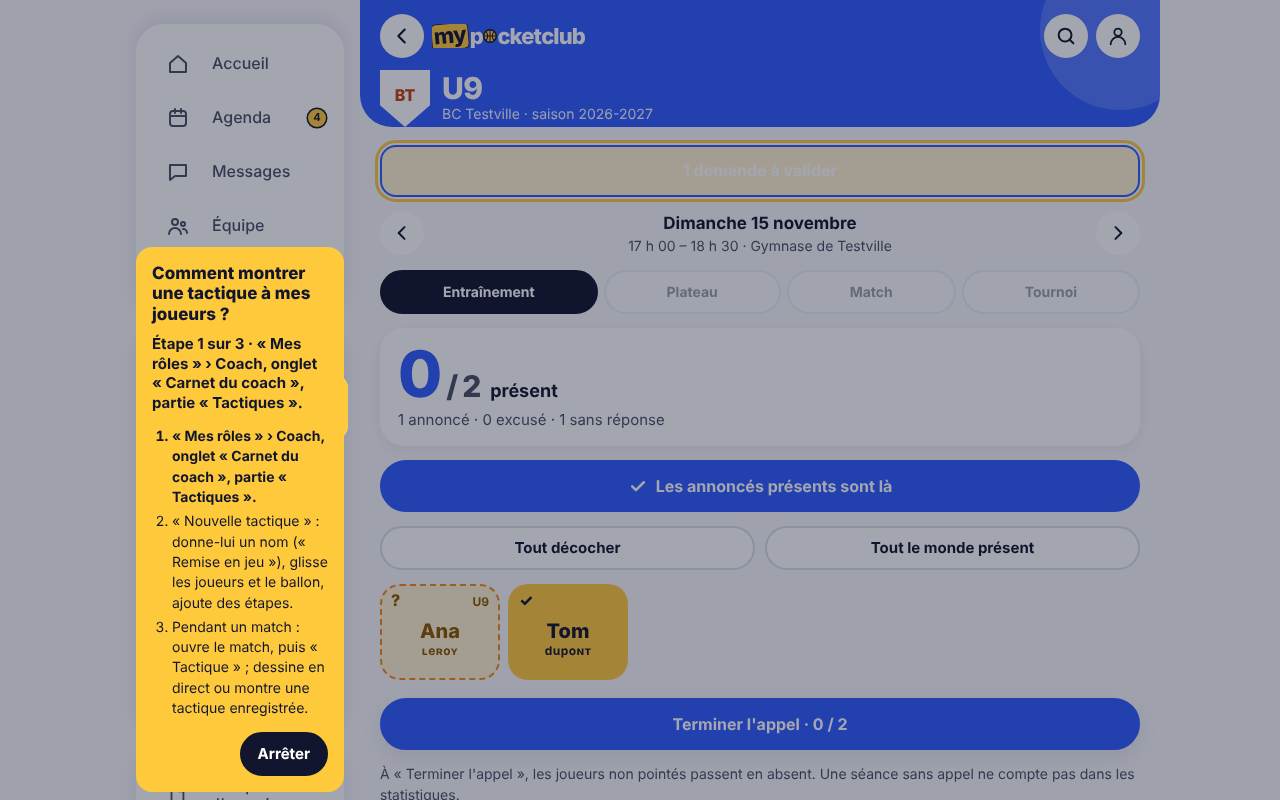 mypocketclub
BT
U9
BC Testville · saison 2026-2027
Accueil
Agenda
4
Messages
Équipe
Comment montrer
une tactique à mes
joueurs ?
Étape 1 sur 3 · « Mes
rôles » › Coach, onglet
« Carnet du coach »,
partie « Tactiques ».
1. « Mes rôles » › Coach,
onglet « Carnet du
coach », partie «
Tactiques ».
2. « Nouvelle tactique » :
donne-lui un nom («
Remise en jeu »), glisse
les joueurs et le ballon,
ajoute des étapes.
3. Pendant un match :
ouvre le match, puis «
Tactique » ; dessine en
direct ou montre une
tactique enregistrée.
Arrêter
1 demande à valider
Dimanche 15 novembre
17 h 00 – 18 h 30 · Gymnase de Testville
Entraînement
Plateau
Match
Tournoi
0 / 2 présent
1 annoncé · 0 excusé · 1 sans réponse
Les annoncés présents sont là
Tout décocher
Tout le monde présent
? U9
Ana
LEROY
Tom
DUPONT
Terminer l'appel · 0 / 2
À « Terminer l'appel », les joueurs non pointés passent en absent. Une séance sans appel ne compte pas dans les
statistiques.